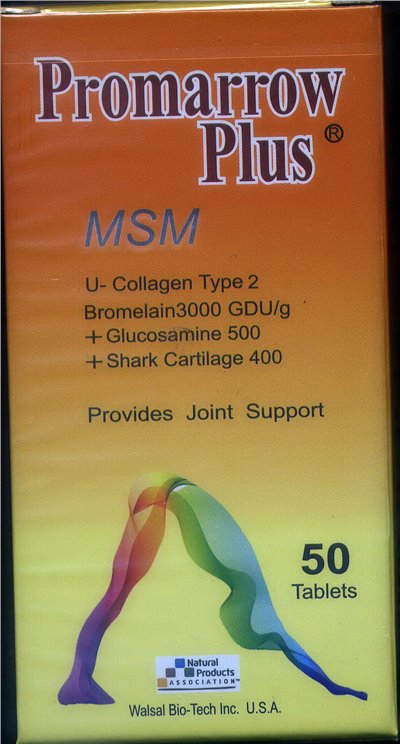 Promarrow
Plus ®
MSM
U- Collagen Type 2
Bromelain3000 GDU/g
+Glucosamine 500
+Shark Cartilage 400
Provides Joint Support
50
Tablets
Natural
Products
ASSOCIATION™
Walsal Bio-Tech Inc. U.S.A.